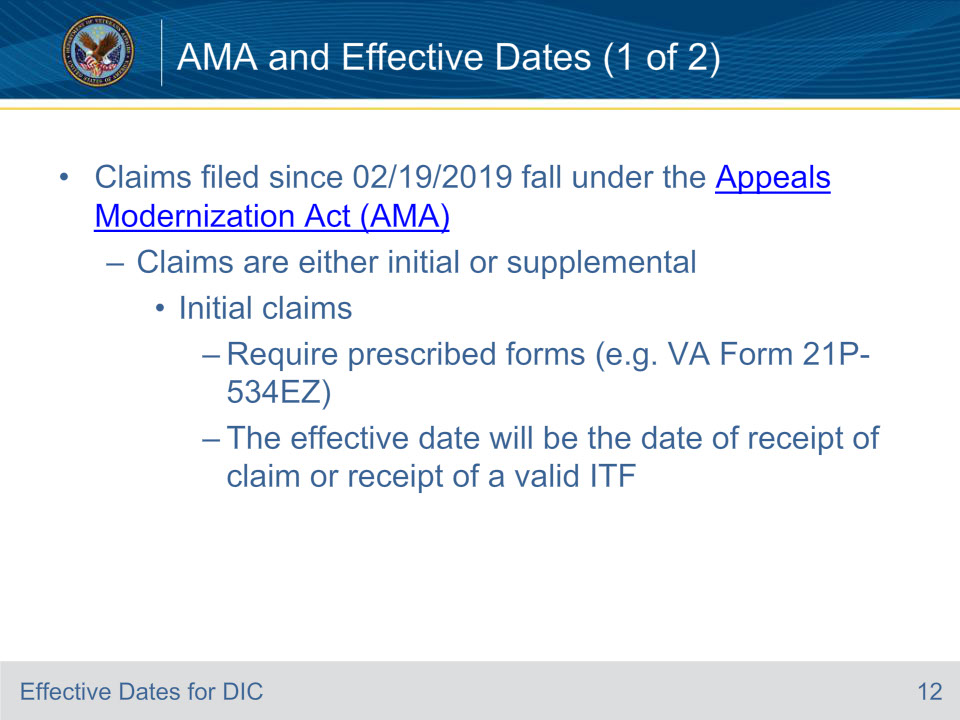 AMA and Effective Dates (1 of 2)
• Claims filed since 02/19/2019 fall under the Appeals
Modernization Act (AMA)
– Claims are either initial or supplemental
• Initial claims
– Require prescribed forms (e.g. VA Form 21P-
534EZ)
– The effective date will be the date of receipt of
claim or receipt of a valid ITF
Effective Dates for DIC
12